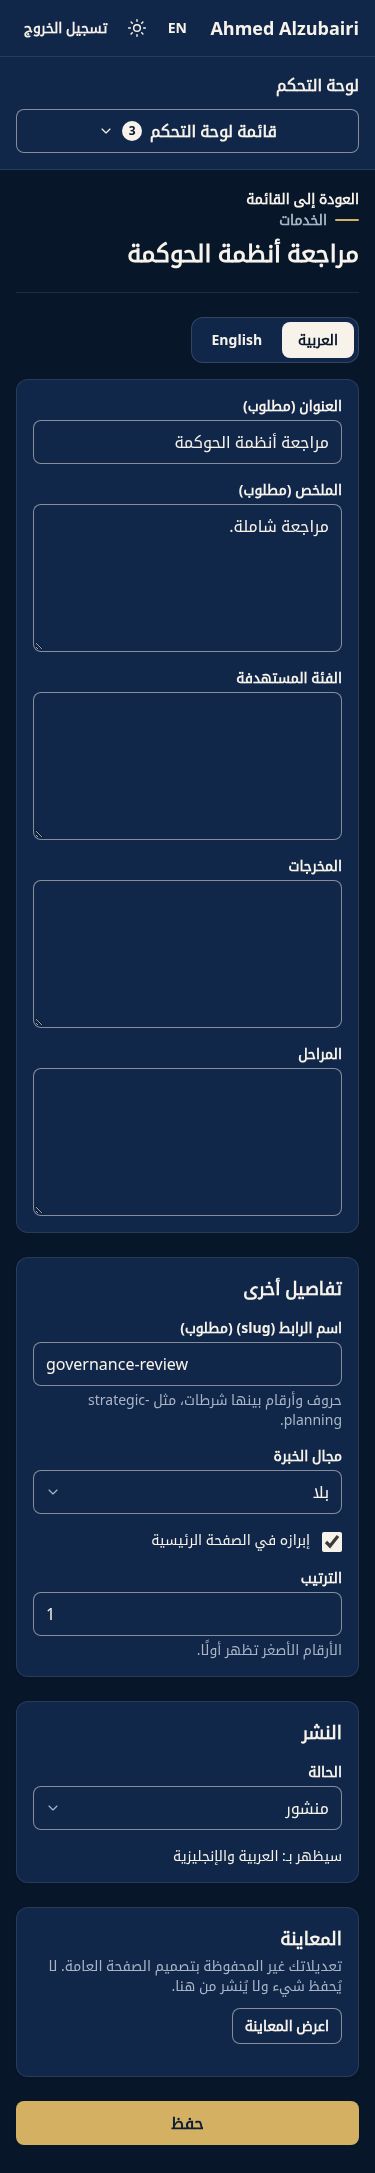 Ahmed Alzubairi
EN
تسجيل الخروج
لوحة التحكم
قائمة لوحة التحكم 3
العودة إلى القائمة
الخدمات
مراجعة أنظمة الحوكمة
العربية
English
العنوان (مطلوب)
مراجعة أنظمة الحوكمة
الملخص (مطلوب)
مراجعة شاملة.
الفئة المستهدفة
المخرجات
المراحل
تفاصيل أخرى
اسم الرابط (slug) (مطلوب)
governance-review
حروف وأرقام بينها شرطات، مثل strategic-
planning.
مجال الخبرة
بلا
إبرازه في الصفحة الرئيسية
الترتيب
1
الأرقام الأصغر تظهر أولًا.
النشر
الحالة
منشور
سيظهر بـ: العربية والإنجليزية
المعاينة
تعديلاتك غير المحفوظة بتصميم الصفحة العامة. لا
يُحفظ شيء ولا يُنشر من هنا.
اعرض المعاينة
حفظ